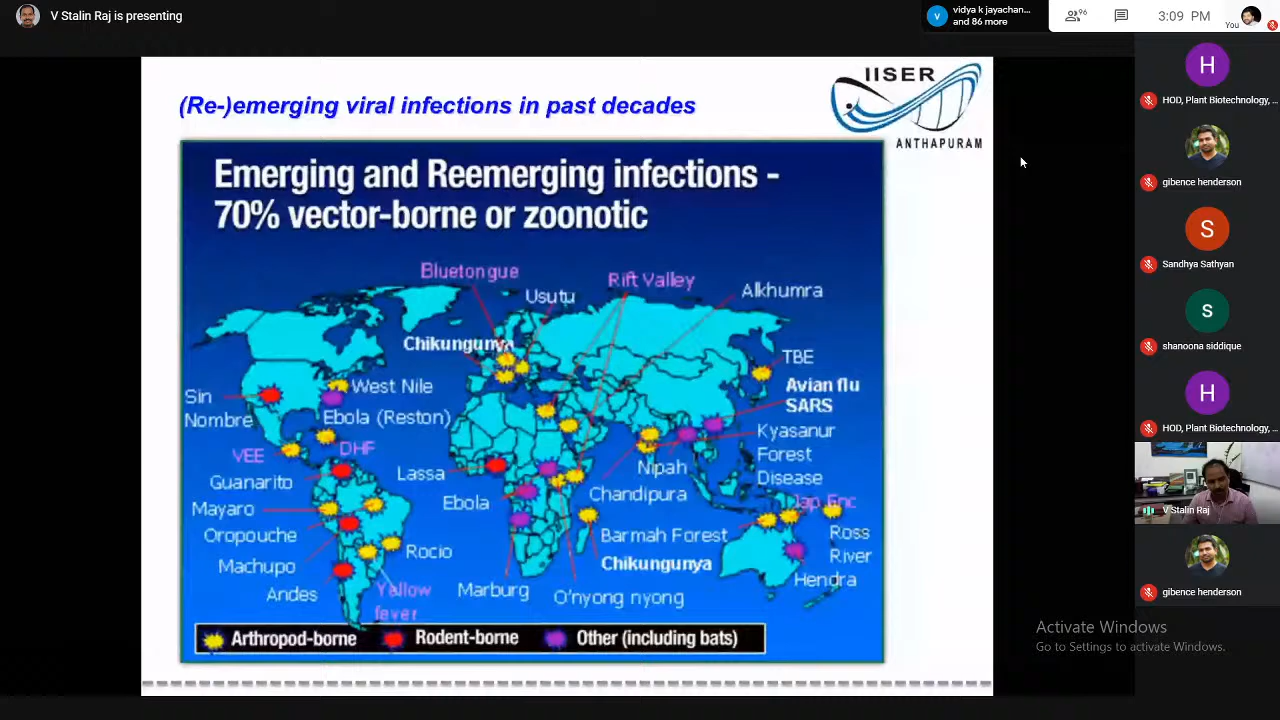 V Stalin Raj is presenting
vidya k jayachan...
and 86 more
V
96
3:09 PM
You
(Re-)emerging viral infections in past decades
IISER
ANTHAPURAM
Emerging and Reemerging infections -
70% vector-borne or zoonotic
Bluetongue
Rift Valley
Usutu
Alkhumra
Chikungunya
TBE
Avian flu
SARS
West Nile
Sin
Nombre
Ebola (Reston)
Kyasanur
Forest
Disease
VEE
DHF
Nipah
Lassa
Guanarito
Chandipura
Ebola
Jap. Enc
Mayaro
Barmah Forest
Ross
River
Oropouche
Rocio
Chikungunya
Machupo
Hendra
Andes
Yellow
fever
Marburg
O'nyong nyong
Arthropod-borne
Rodent-borne
Other (including bats)
H
HOD, Plant Biotechnology, ...
gibence henderson
S
Sandhya Sathyan
s
shanoona siddique
H
HOD, Plant Biotechnology, ...
V Stalin Raj
gibence henderson
Activate Windows
Go to Settings to activate Windows.